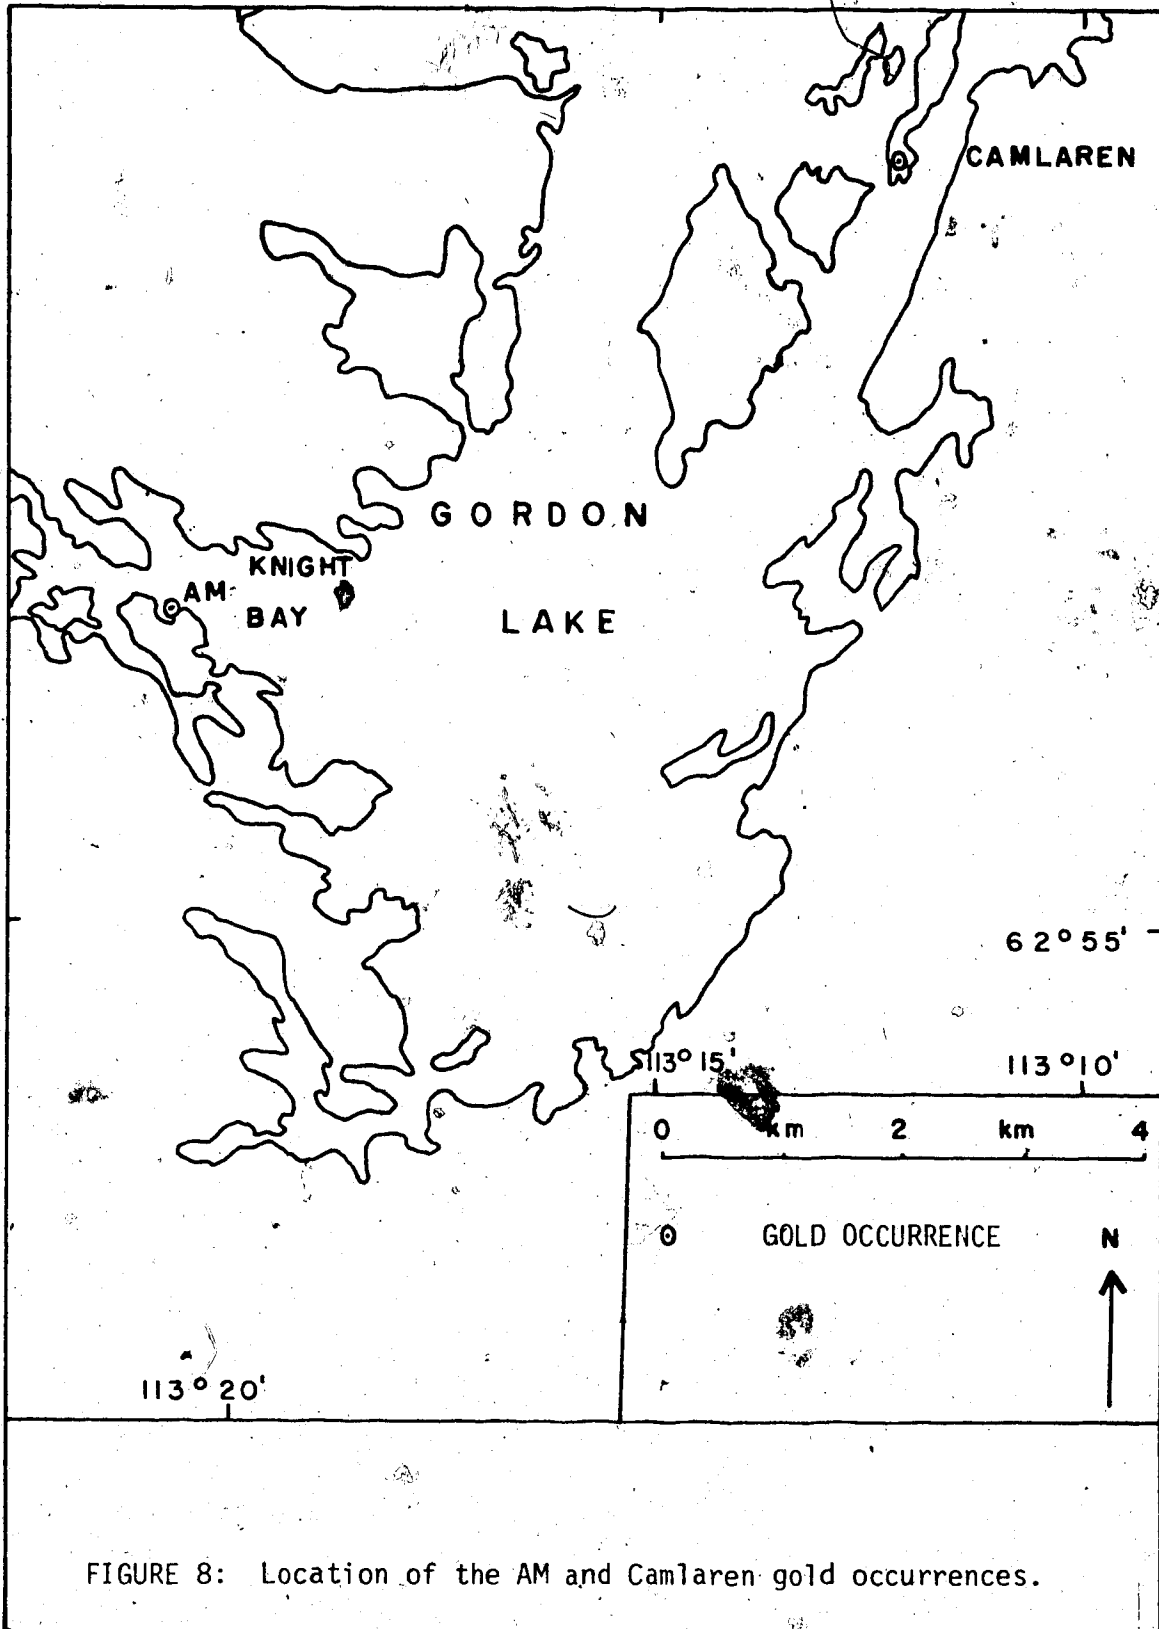 CAMLAREN
GORDON
KNIGHT
AM
BAY
LAKE
62°55'
113°15'
113°10'
0 km 2 km 4
GOLD OCCURRENCE N
113°20'
FIGURE 8: Location of the AM and Camlaren gold occurrences.